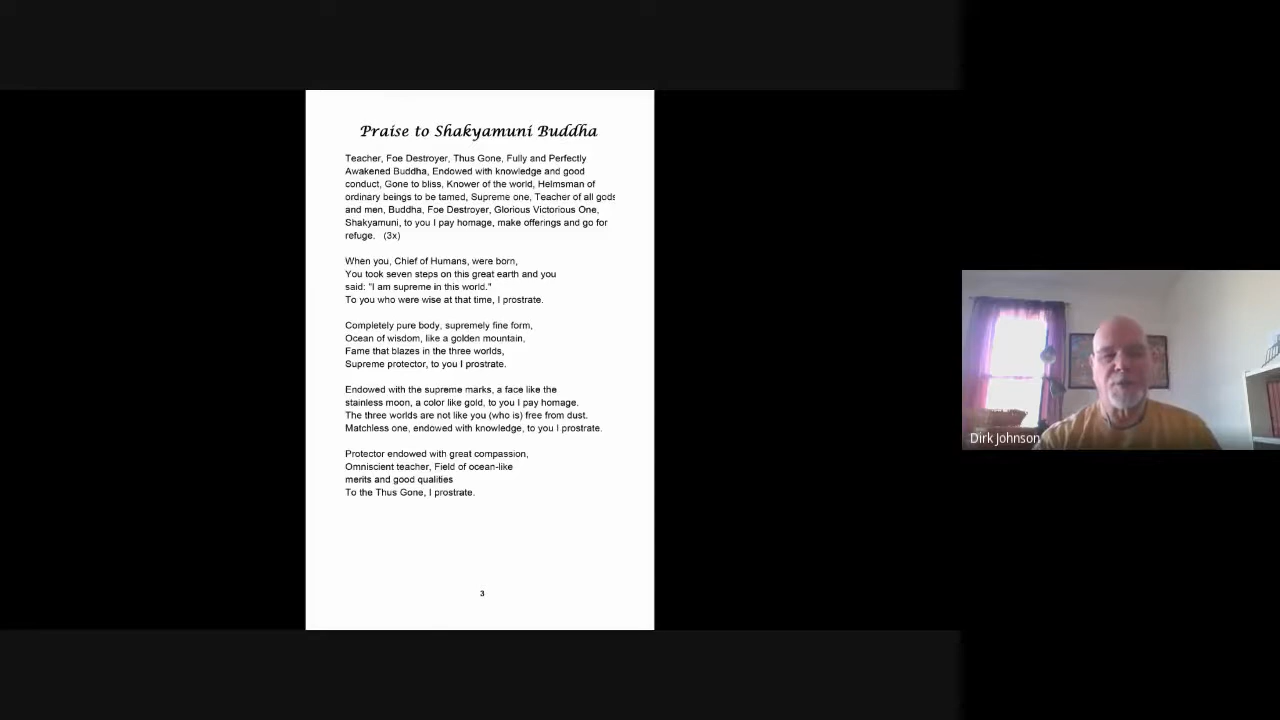 Praise to Shakyamuni Buddha
Teacher, Foe Destroyer, Thus Gone, Fully and Perfectly
Awakened Buddha, Endowed with knowledge and good
conduct, Gone to bliss, Knower of the world, Helmsman of
ordinary beings to be tamed, Supreme one, Teacher of all gods
and men, Buddha, Foe Destroyer, Glorious Victorious One,
Shakyamuni, to you I pay homage, make offerings and go for
refuge. (3x)
When you, Chief of Humans, were born,
You took seven steps on this great earth and you
said: "I am supreme in this world."
To you who were wise at that time, I prostrate.
Completely pure body, supremely fine form,
Ocean of wisdom, like a golden mountain,
Fame that blazes in the three worlds,
Supreme protector, to you I prostrate.
Endowed with the supreme marks, a face like the
stainless moon, a color like gold, to you I pay homage.
The three worlds are not like you (who is) free from dust.
Matchless one, endowed with knowledge, to you I prostrate.
Protector endowed with great compassion,
Omniscient teacher, Field of ocean-like
merits and good qualities
To the Thus Gone, I prostrate.
3
Dirk Johnson